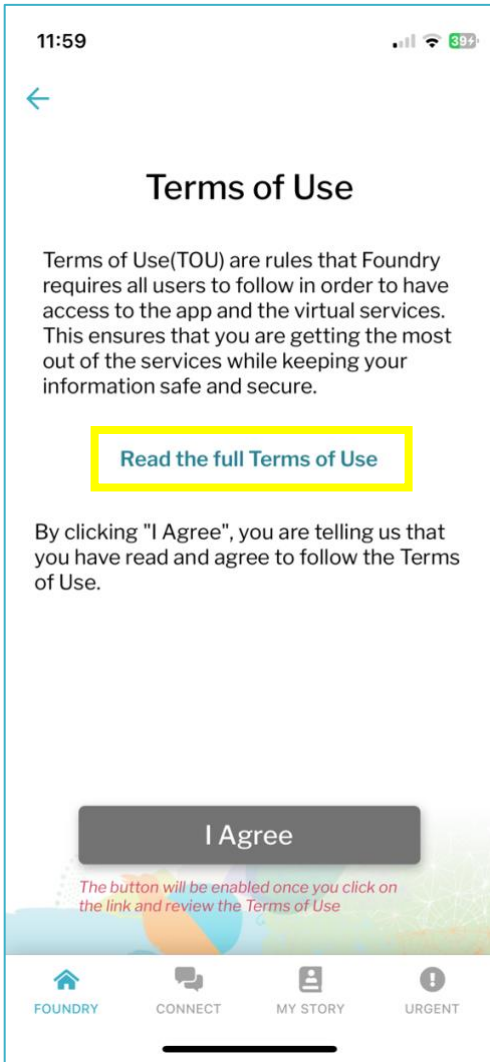 11:59
39
Terms of Use
Terms of Use(TOU) are rules that Foundry
requires all users to follow in order to have
access to the app and the virtual services.
This ensures that you are getting the most
out of the services while keeping your
information safe and secure.
Read the full Terms of Use
By clicking "I Agree", you are telling us that
you have read and agree to follow the Terms
of Use.
I Agree
The button will be enabled once you click on
the link and review the Terms of Use
FOUNDRY CONNECT MY STORY URGENT